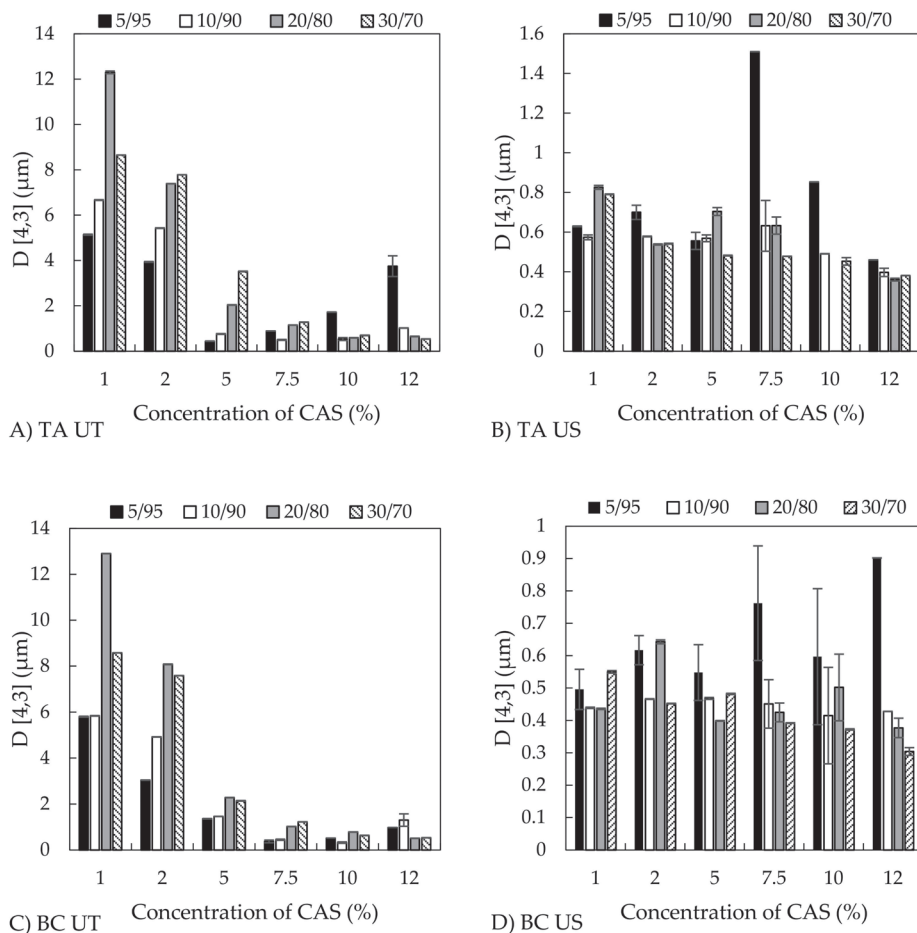 5/95 10/90 20/80 30/70
14
12
10
8
6
4
2
0
D [4,3] (µm)
1 2 5 7.5 10 12
Concentration of CAS (%)
A) TA UT
5/95 10/90 20/80 30/70
1.6
1.4
1.2
1
0.8
0.6
0.4
0.2
0
D [4,3] (µm)
1 2 5 7.5 10 12
Concentration of CAS (%)
B) TA US
5/95 10/90 20/80 30/70
14
12
10
8
6
4
2
0
D [4,3] (µm)
1 2 5 7.5 10 12
Concentration of CAS (%)
C) BC UT
5/95 10/90 20/80 30/70
1
0.9
0.8
0.7
0.6
0.5
0.4
0.3
0.2
0.1
0
D [4,3] (µm)
1 2 5 7.5 10 12
Concentration of CAS (%)
D) BC US